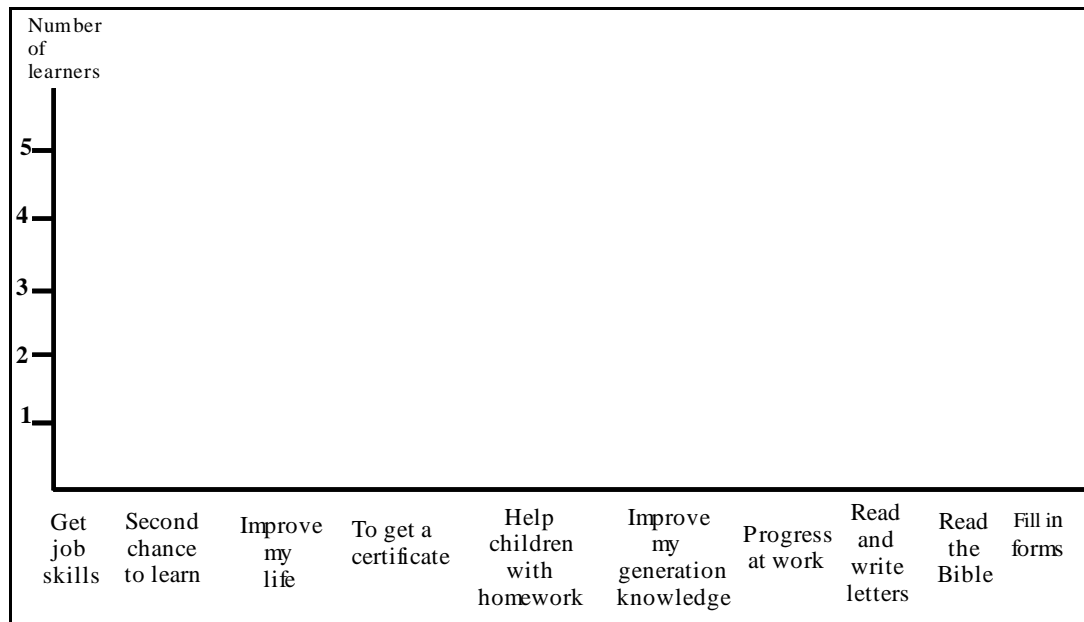 Number
of
learners
5
4
3
2
1
Get
job
skills
Second
chance
to learn
Improve
my
life
To get a
certificate
Help
children
with
homework
Improve
my
generation
knowledge
Progress
at work
Read
and
write
letters
Read
the
Bible
Fill in
forms